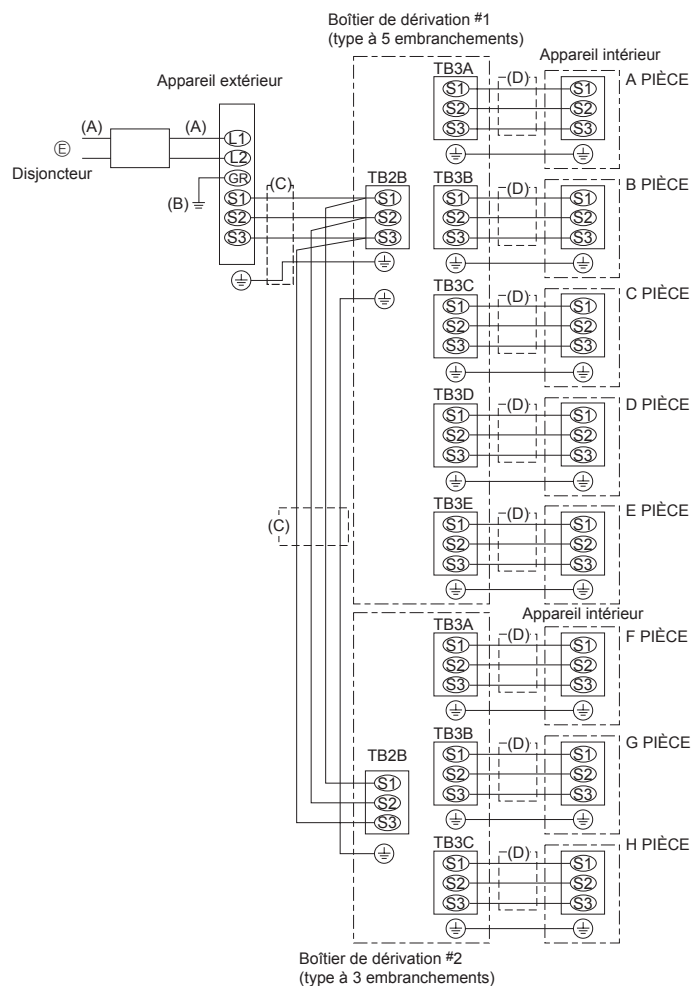 Boîtier de dérivation #1
(type à 5 embranchements)
Appareil extérieur
Appareil intérieur
(A)
(A)
Ⓔ
Disjoncteur
L1
L2
GR
S1
S2
S3
(B)
(C)
TB2B
S1
S2
S3
TB3A
S1
S2
S3
(D)
S1
S2
S3
A PIÈCE
TB3B
S1
S2
S3
(D)
S1
S2
S3
B PIÈCE
TB3C
S1
S2
S3
(D)
S1
S2
S3
C PIÈCE
TB3D
S1
S2
S3
(D)
S1
S2
S3
D PIÈCE
(C)
TB3E
S1
S2
S3
(D)
S1
S2
S3
E PIÈCE
Appareil intérieur
TB3A
S1
S2
S3
(D)
S1
S2
S3
F PIÈCE
TB2B
S1
S2
S3
TB3B
S1
S2
S3
(D)
S1
S2
S3
G PIÈCE
TB3C
S1
S2
S3
(D)
S1
S2
S3
H PIÈCE
Boîtier de dérivation #2
(type à 3 embranchements)